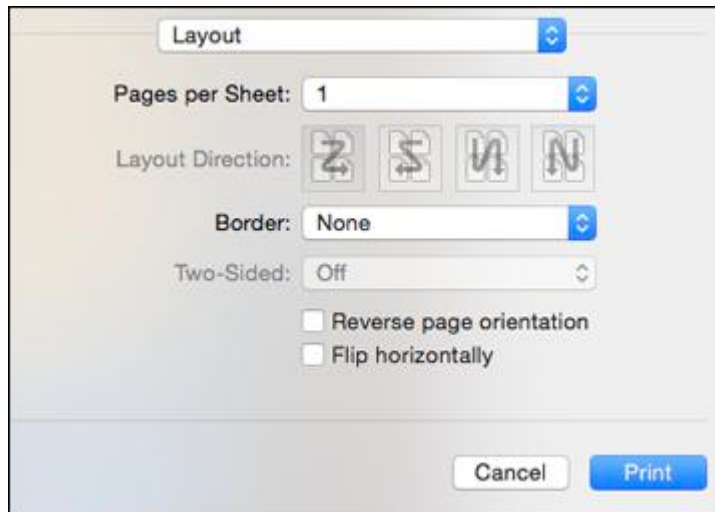 Layout
Pages per Sheet: 1
Layout Direction:
Border: None
Two-Sided: Off
Reverse page orientation
Flip horizontally
Cancel Print